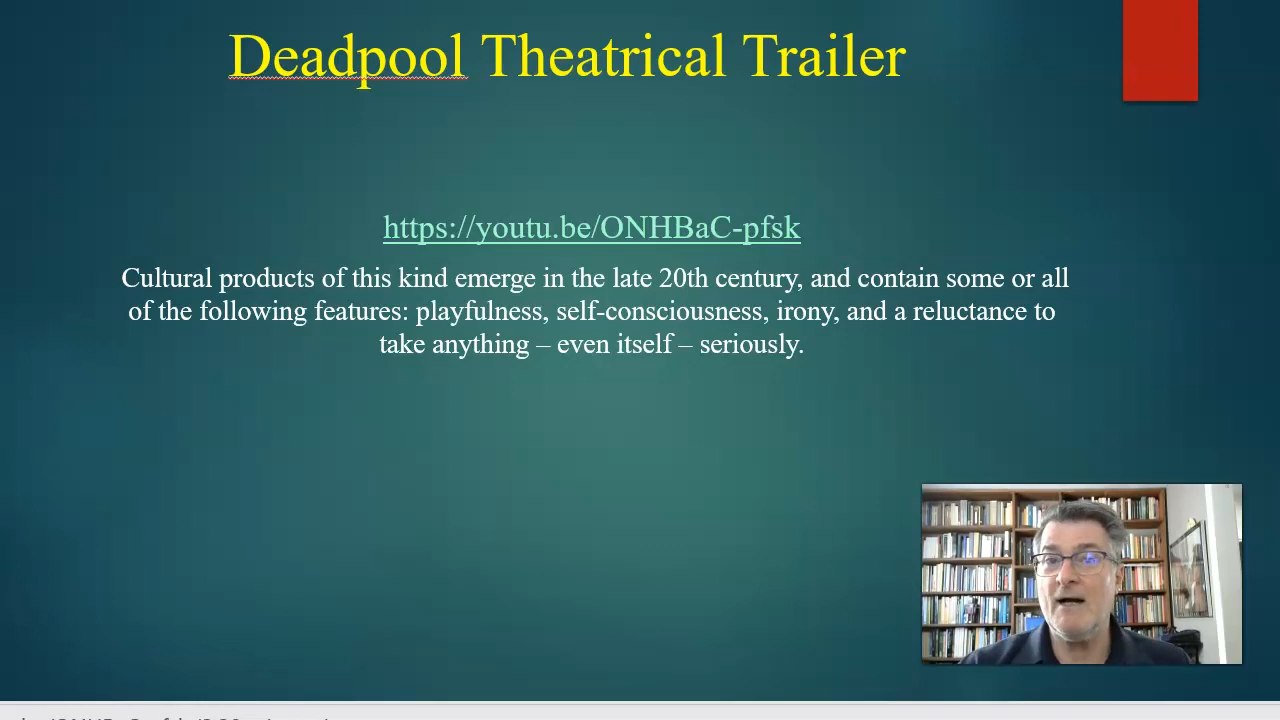 Deadpool Theatrical Trailer
https://youtu.be/ONHBaC-pfsk
Cultural products of this kind emerge in the late 20th century, and contain some or all
of the following features: playfulness, self-consciousness, irony, and a reluctance to
take anything – even itself – seriously.